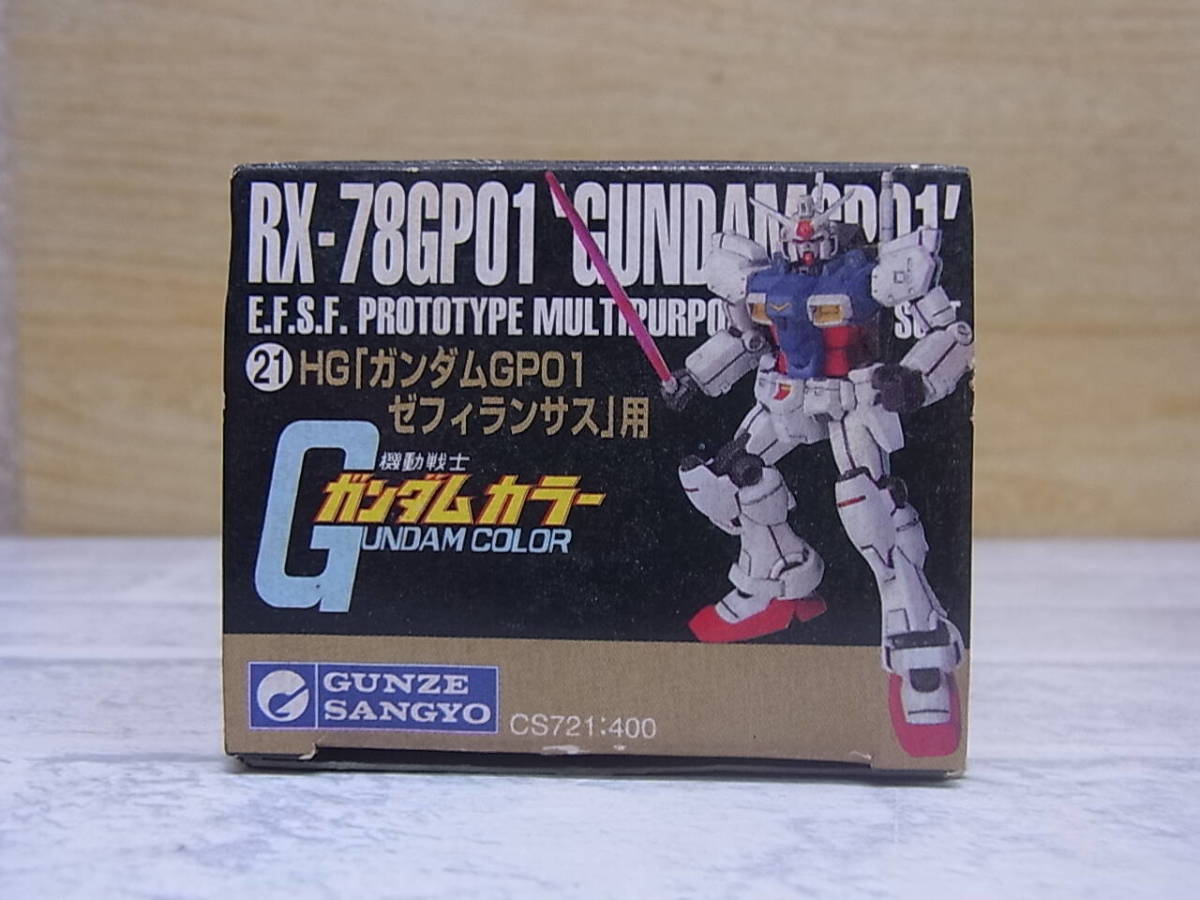 RX-78GP01 'GUNDAM GP01'
E.F.S.F. PROTOTYPE MULTIPURPO
㉑ HG「ガンダムGP01
ゼフィランサス」用
機動戦士
ガンダムカラー
GUNDAM COLOR
GUNZE
SANGYO
CS721:400